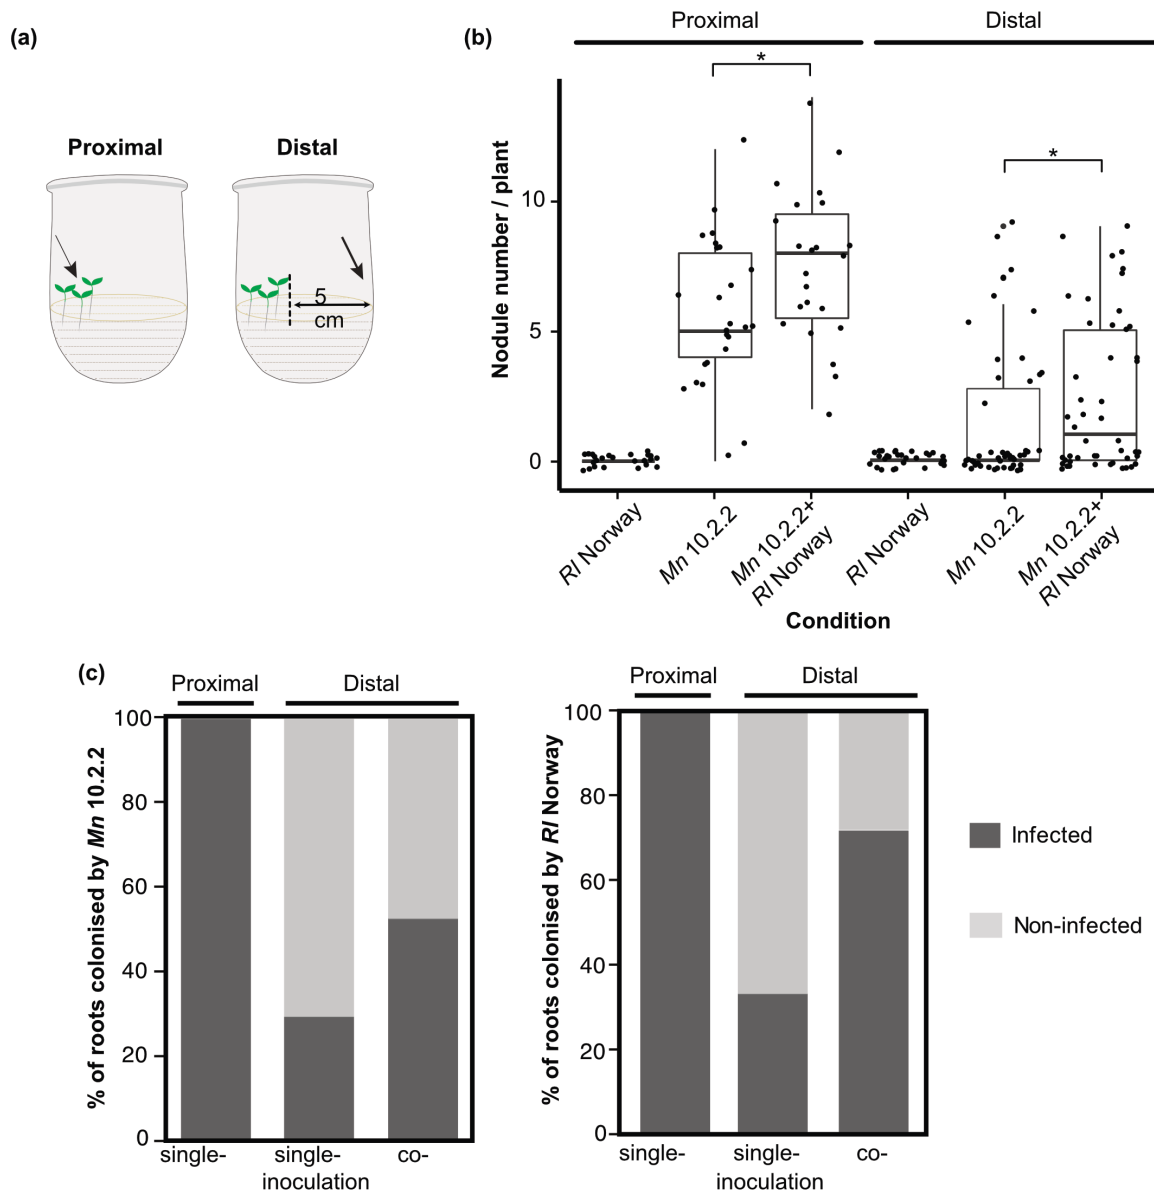 (a)
Proximal
Distal
5
cm
(b)
Proximal
Distal
*
*
Nodule number / plant
10
5
0
Rl Norway
Mn 10.2.2
Mn 10.2.2+
Rl Norway
Rl Norway
Mn 10.2.2
Mn 10.2.2+
Rl Norway
Condition
(c)
Proximal
Distal
% of roots colonised by Mn 10.2.2
100
80
60
40
20
0
single-
single-
co-
inoculation
Proximal
Distal
% of roots colonised by Rl Norway
100
80
60
40
20
0
single-
single-
co-
inoculation
Infected
Non-infected